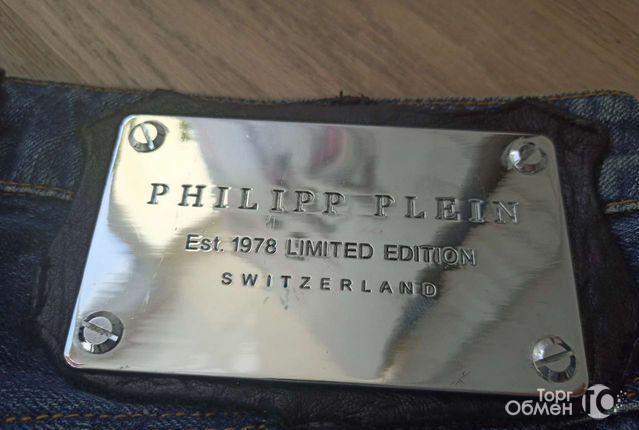 PHILIPP PLEIN
Est. 1978 LIMITED EDITION
SWITZERLAND
Торг
Обмен